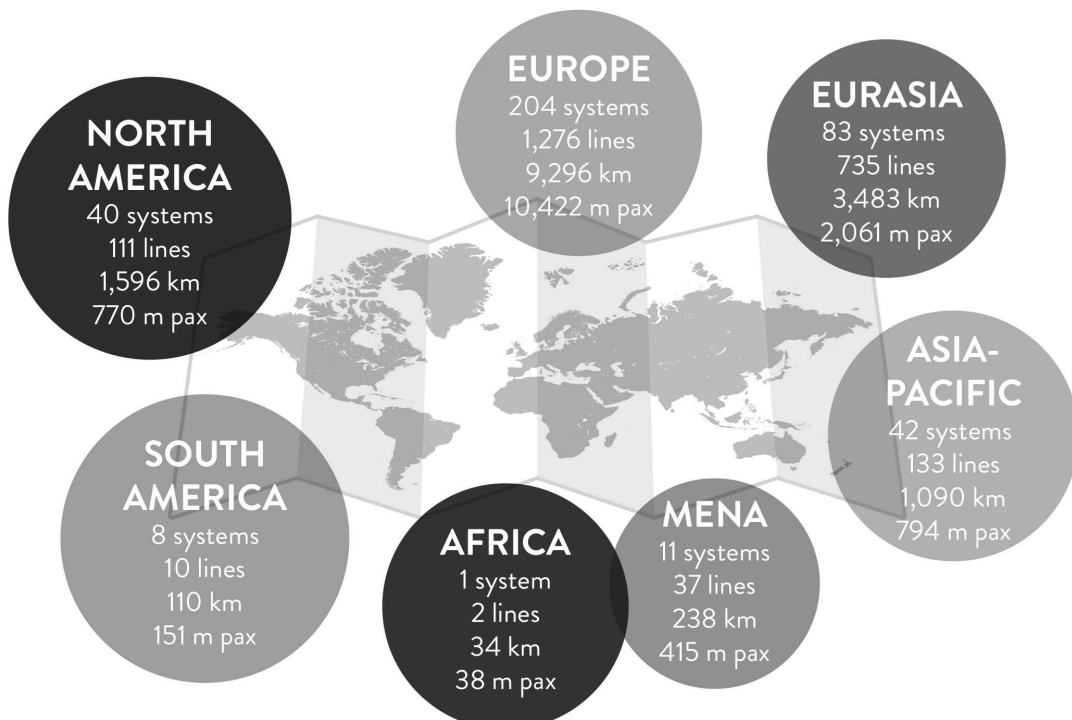 NORTH
AMERICA
40 systems
111 lines
1,596 km
770 m pax
EUROPE
204 systems
1,276 lines
9,296 km
10,422 m pax
EURASIA
83 systems
735 lines
3,483 km
2,061 m pax
ASIA-
PACIFIC
42 systems
133 lines
1,090 km
794 m pax
SOUTH
AMERICA
8 systems
10 lines
110 km
151 m pax
AFRICA
1 system
2 lines
34 km
38 m pax
MENA
11 systems
37 lines
238 km
415 m pax